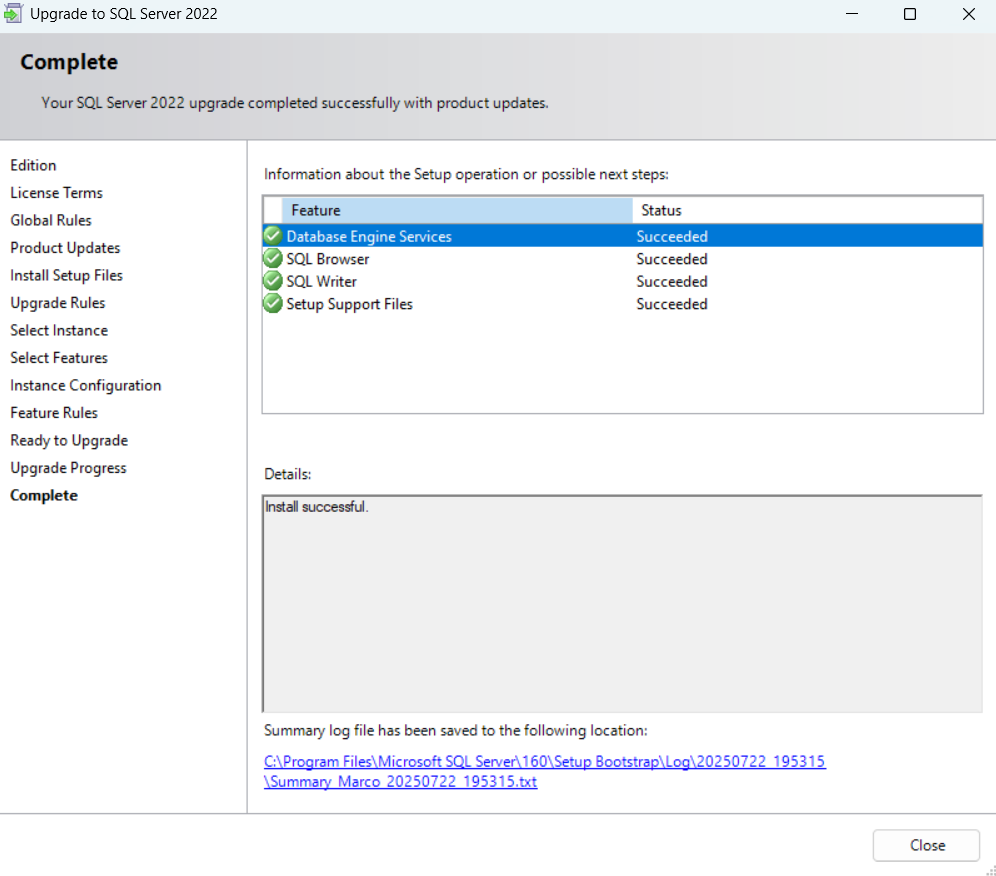 Upgrade to SQL Server 2022
Complete
Your SQL Server 2022 upgrade completed successfully with product updates.
Edition
License Terms
Global Rules
Product Updates
Install Setup Files
Upgrade Rules
Select Instance
Select Features
Instance Configuration
Feature Rules
Ready to Upgrade
Upgrade Progress
Complete
Information about the Setup operation or possible next steps:
Feature Status
Database Engine Services Succeeded
SQL Browser Succeeded
SQL Writer Succeeded
Setup Support Files Succeeded
Details:
Install successful.
Summary log file has been saved to the following location:
C:\Program Files\Microsoft SQL Server\160\Setup Bootstrap\Log\20250722_195315
\Summary_Marco_20250722_195315.txt
Close